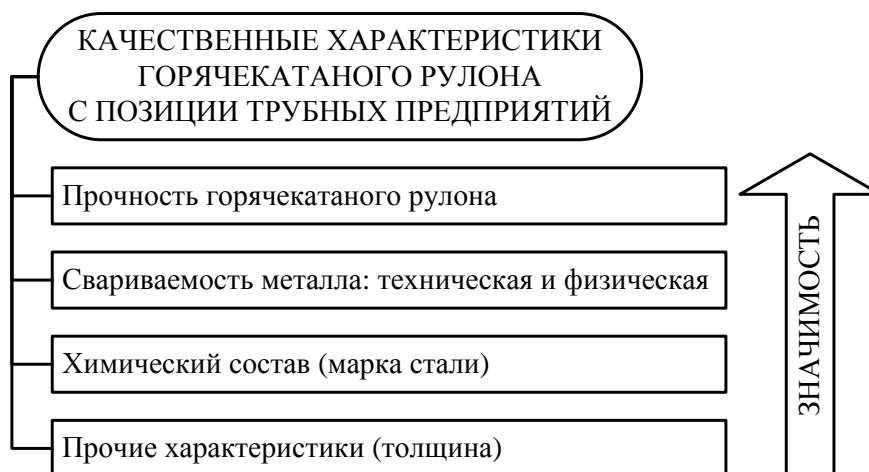 КАЧЕСТВЕННЫЕ ХАРАКТЕРИСТИКИ
ГОРЯЧЕКАТАНОГО РУЛОНА
С ПОЗИЦИИ ТРУБНЫХ ПРЕДПРИЯТИЙ
Прочность горячекатаного рулона
Свариваемость металла: техническая и физическая
Химический состав (марка стали)
Прочие характеристики (толщина)
ЗНАЧИМОСТЬ